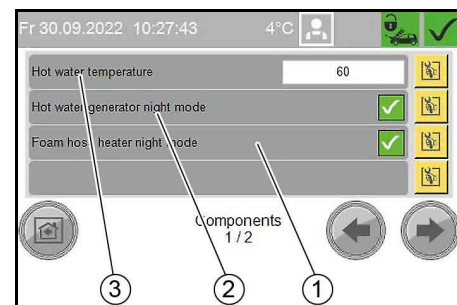 Fr 30.09.2022 10:27:43 4°C
Hot water temperature 60
Hot water generator night mode
Foam hose heater night mode
Components
1 / 2
3 2 1